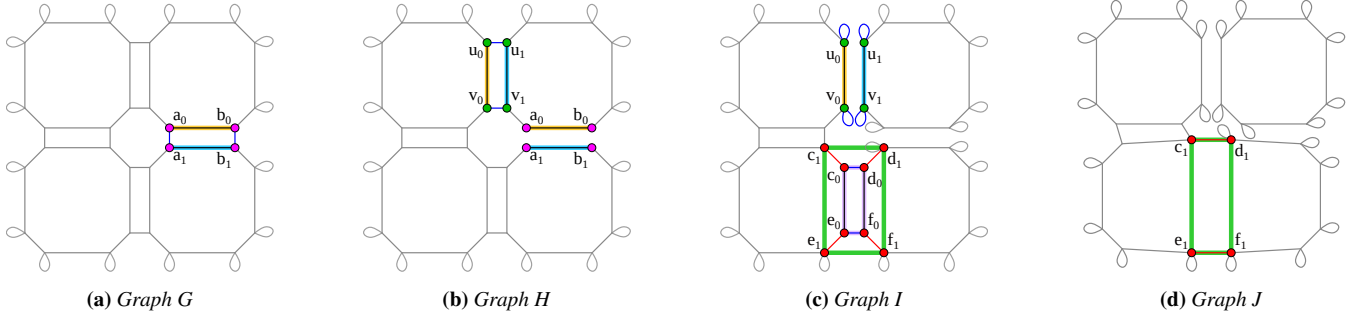 a₀ b₀
a₁ b₁
(a) Graph G
u₀ u₁
v₀ v₁
a₀ b₀
a₁ b₁
(b) Graph H
u₀ u₁
v₀ v₁
c₁ d₁
c₀ d₀
e₀ f₀
e₁ f₁
(c) Graph I
c₁ d₁
e₁ f₁
(d) Graph J